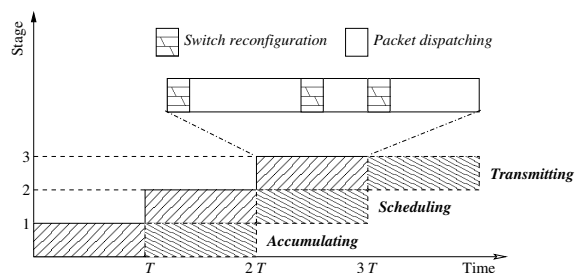 Stage
Switch reconfiguration
Packet dispatching
3
Transmitting
2
Scheduling
1
Accumulating
T
2 T
3 T
Time